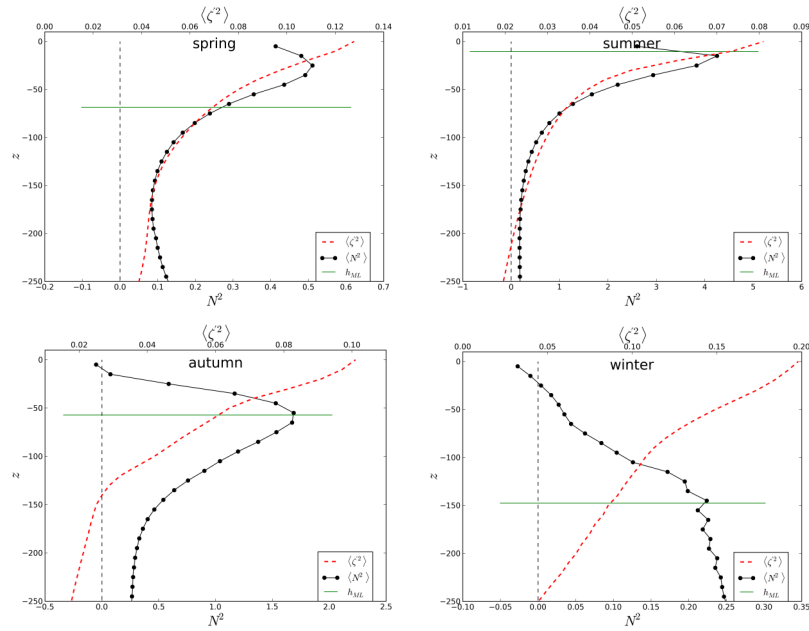 ⟨ζ′²⟩
0.00 0.02 0.04 0.06 0.08 0.10 0.12 0.14
spring
z
0
−50
−100
−150
−200
−250
⟨ζ′²⟩
⟨N²⟩
h_ML
−0.2 −0.1 0.0 0.1 0.2 0.3 0.4 0.5 0.6 0.7
N²
⟨ζ′²⟩
0.01 0.02 0.03 0.04 0.05 0.06 0.07 0.08 0.09
summer
z
0
−50
−100
−150
−200
−250
⟨ζ′²⟩
⟨N²⟩
h_ML
−1 0 1 2 3 4 5 6
N²
⟨ζ′²⟩
0.02 0.04 0.06 0.08 0.10
autumn
z
0
−50
−100
−150
−200
−250
⟨ζ′²⟩
⟨N²⟩
h_ML
−0.5 0.0 0.5 1.0 1.5 2.0 2.5
N²
⟨ζ′²⟩
0.00 0.05 0.10 0.15 0.20
winter
z
0
−50
−100
−150
−200
−250
⟨ζ′²⟩
⟨N²⟩
h_ML
−0.10 −0.05 0.00 0.05 0.10 0.15 0.20 0.25 0.30 0.35
N²